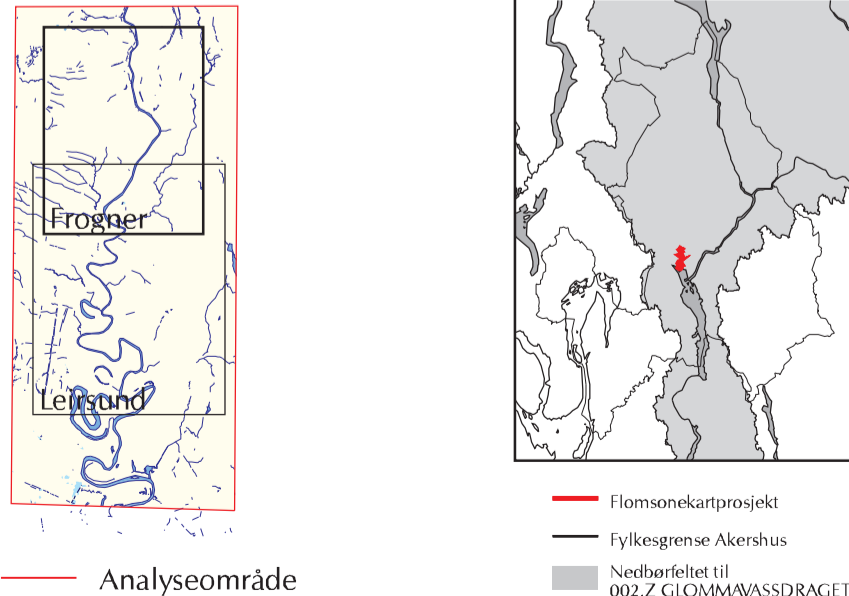 Frogner
Leirsund
Analyseområde
Flomsonekartprosjekt
Fylkesgrense Akershus
Nedbørfeltet til
002.Z GLOMMAVASSDRAGET